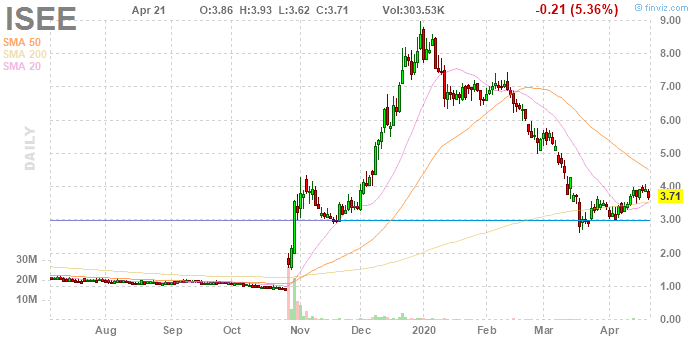 ISEE Apr 21 O:3.86 H:3.93 L:3.62 C:3.71 Vol:303.53K -0.21 (5.36%) © finviz.com
SMA 50
SMA 200
SMA 20
DAILY
9.00
8.00
7.00
6.00
5.00
4.00
3.71
3.00
2.00
1.00
0.00
30M
20M
10M
Aug Sep Oct Nov Dec 2020 Feb Mar Apr